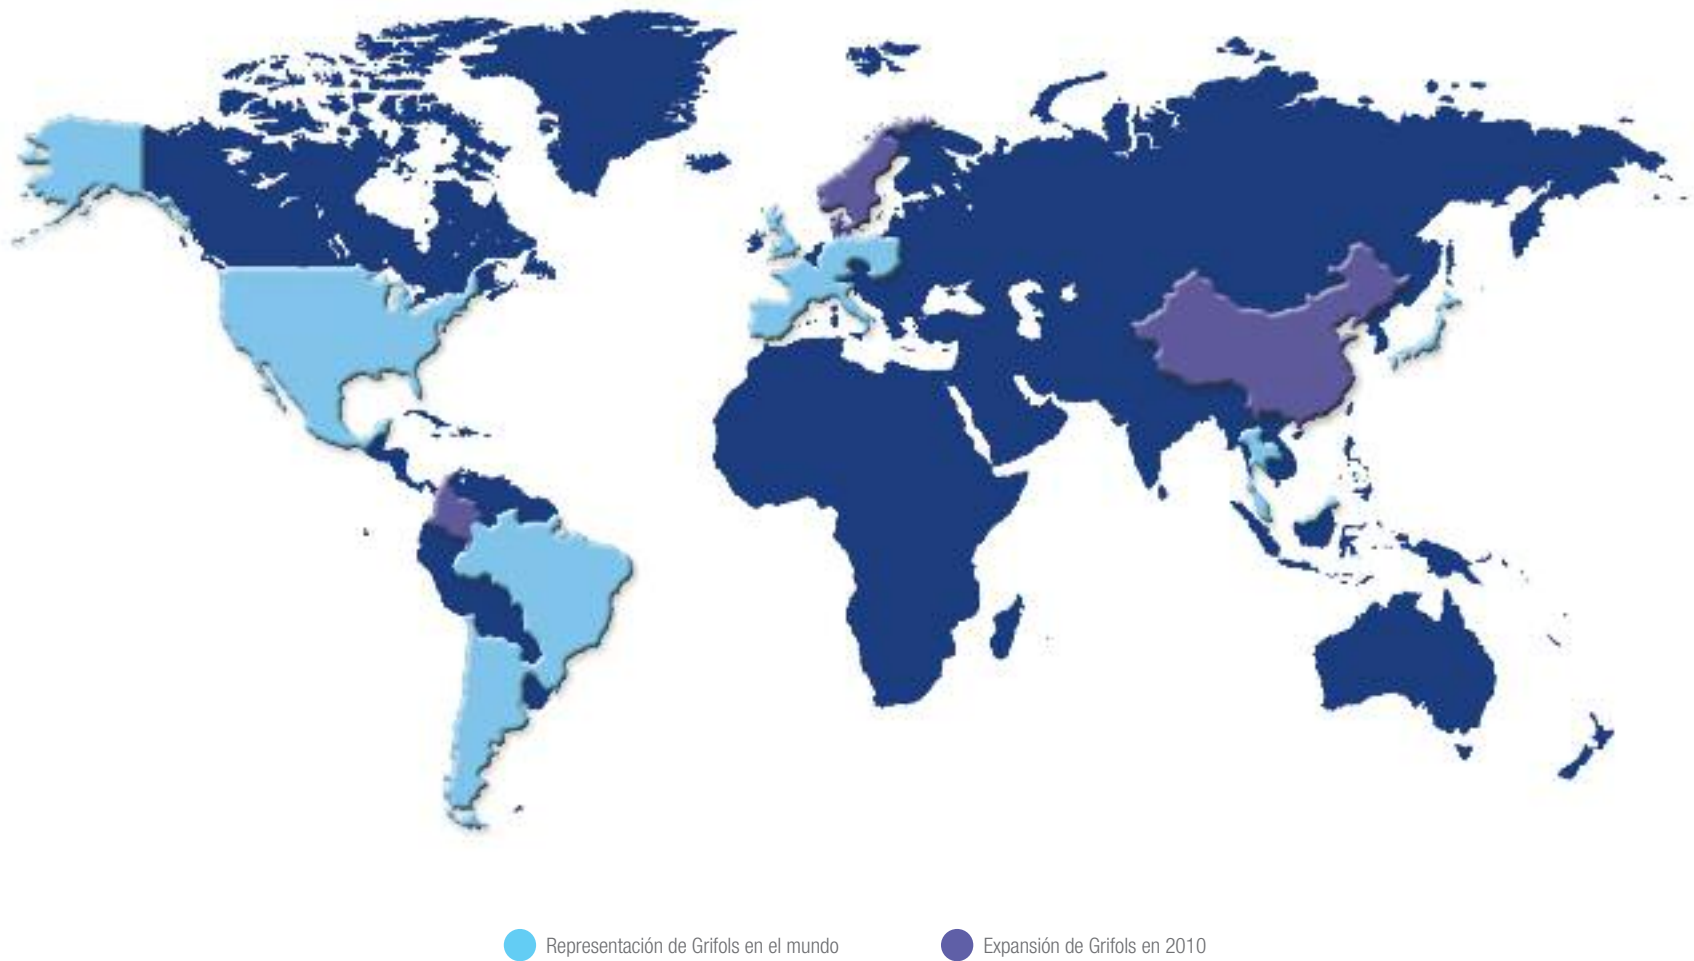 Representación de Grifols en el mundo
Expansión de Grifols en 2010